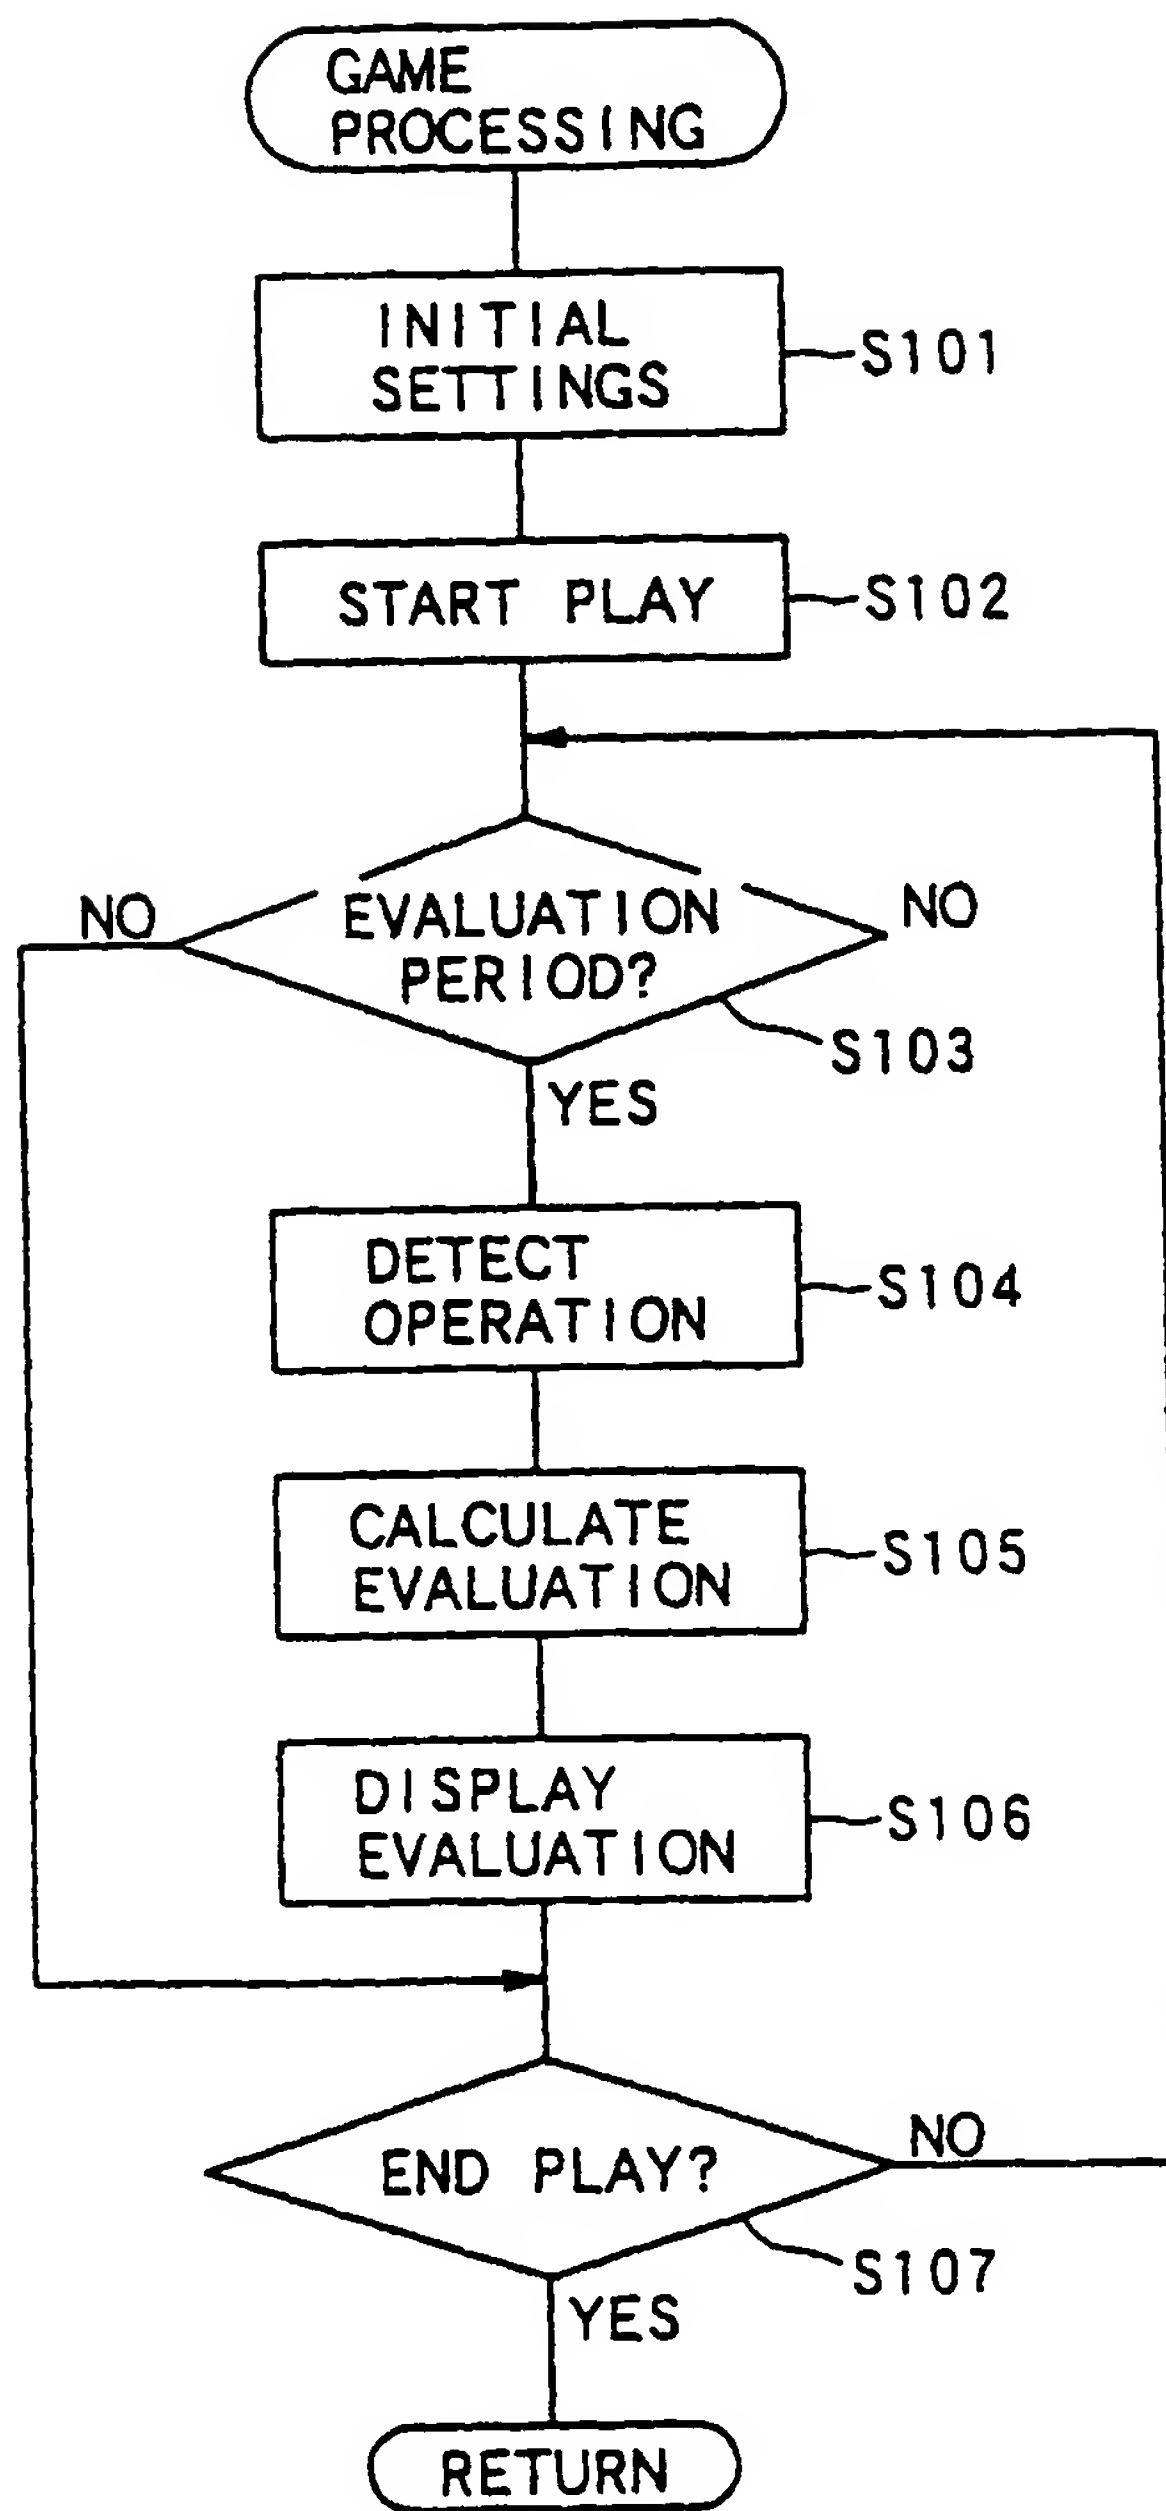 GAME
PROCESSING
INITIAL
SETTINGS
S101
START PLAY
S102
NO
EVALUATION
PERIOD?
NO
S103
YES
DETECT
OPERATION
S104
CALCULATE
EVALUATION
S105
DISPLAY
EVALUATION
S106
END PLAY?
NO
S107
YES
RETURN